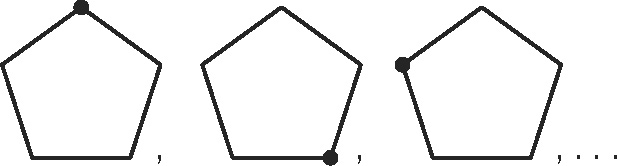 , , , . . .